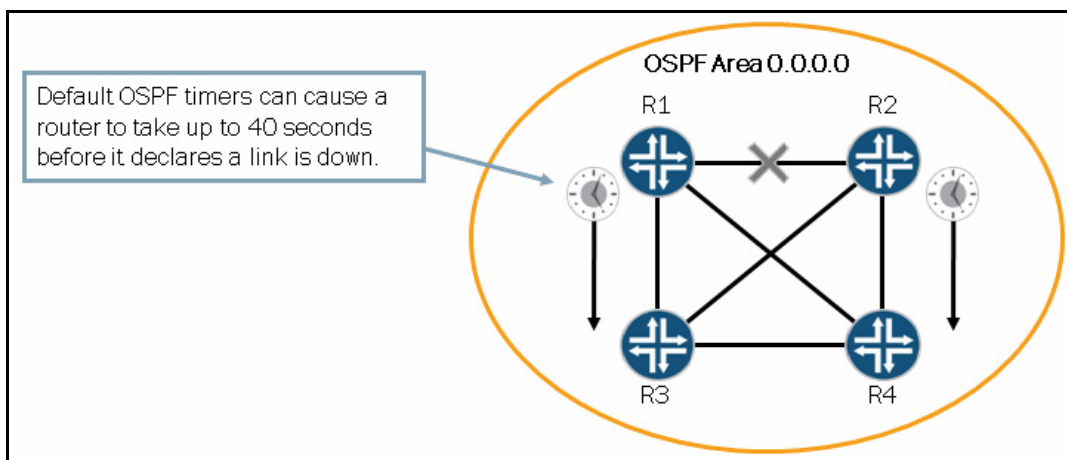 Default OSPF timers can cause a
router to take up to 40 seconds
before it declares a link is down.
OSPF Area 0.0.0.0
R1
R2
R3
R4